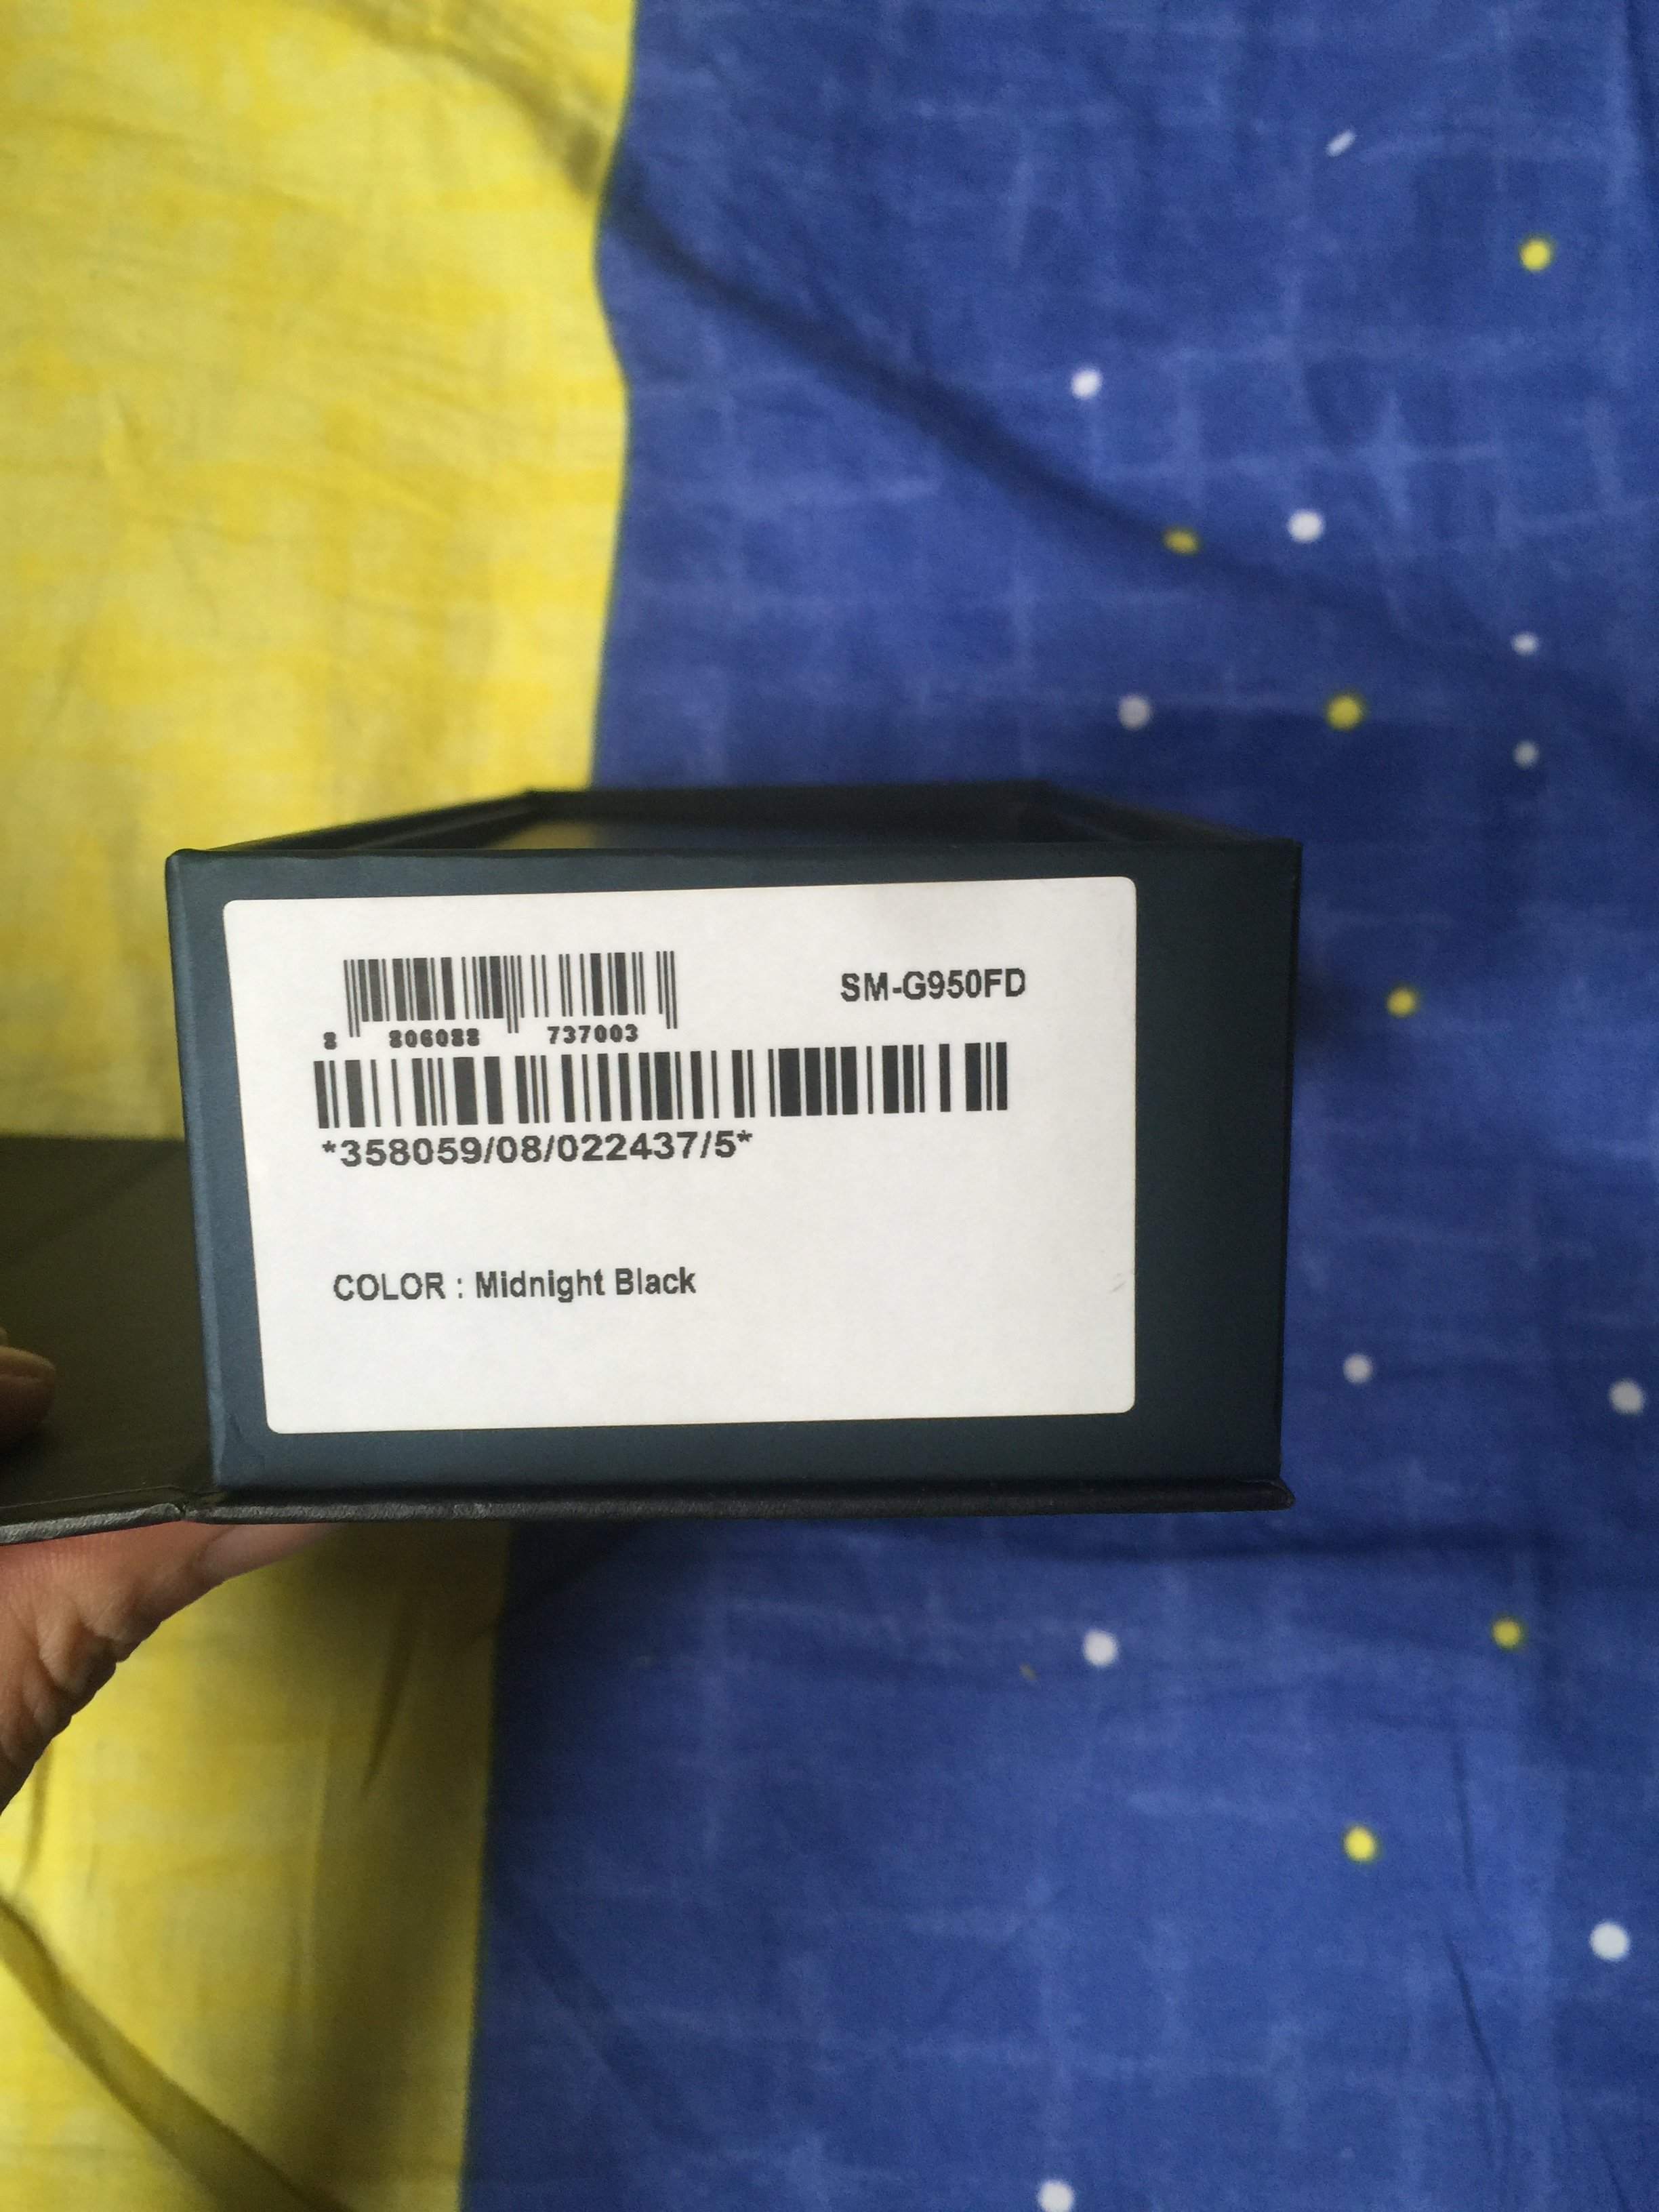 SM-G950FD
8 806088 737003
*358059/08/022437/5*
COLOR : Midnight Black